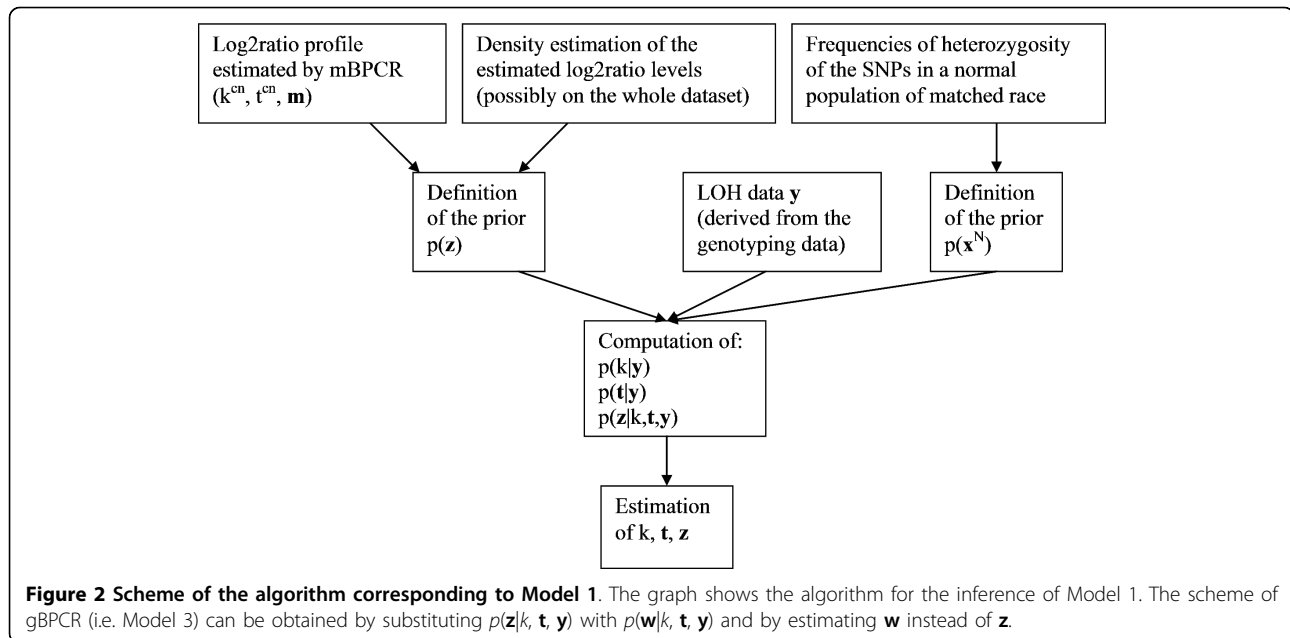 Log2ratio profile
estimated by mBPCR
(k^cn, t^cn, m)
Density estimation of the
estimated log2ratio levels
(possibly on the whole dataset)
Frequencies of heterozygosity
of the SNPs in a normal
population of matched race
Definition
of the prior
p(z)
LOH data y
(derived from the
genotyping data)
Definition
of the prior
p(x^N)
Computation of:
p(k|y)
p(t|y)
p(z|k,t,y)
Estimation
of k, t, z
Figure 2 Scheme of the algorithm corresponding to Model 1. The graph shows the algorithm for the inference of Model 1. The scheme of
gBPCR (i.e. Model 3) can be obtained by substituting p(z|k, t, y) with p(w|k, t, y) and by estimating w instead of z.